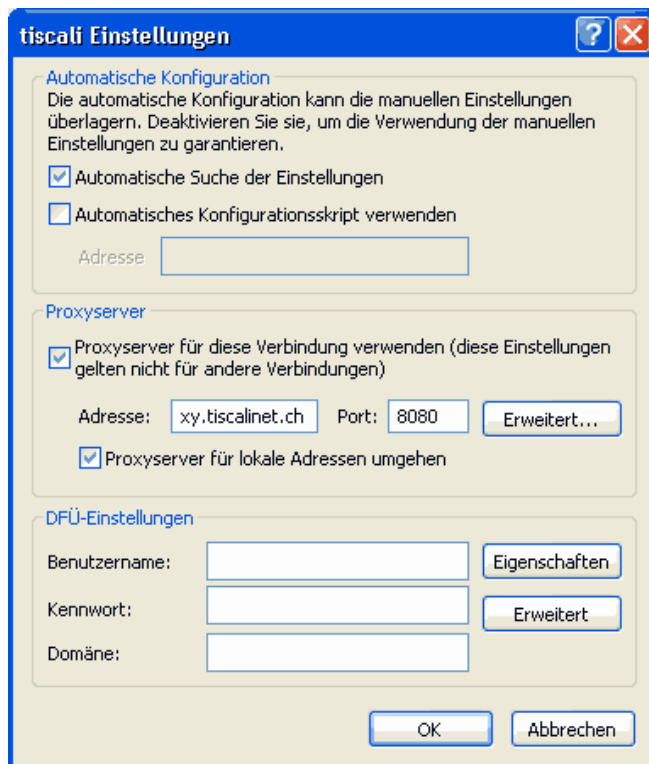 tiscali Einstellungen
Automatische Konfiguration
Die automatische Konfiguration kann die manuellen Einstellungen
überlagern. Deaktivieren Sie sie, um die Verwendung der manuellen
Einstellungen zu garantieren.
Automatische Suche der Einstellungen
Automatisches Konfigurationsskript verwenden
Adresse
Proxyserver
Proxyserver für diese Verbindung verwenden (diese Einstellungen
gelten nicht für andere Verbindungen)
Adresse: xy.tiscalinet.ch Port: 8080 Erweitert...
Proxyserver für lokale Adressen umgehen
DFÜ-Einstellungen
Benutzername: Eigenschaften
Kennwort: Erweitert
Domäne:
OK Abbrechen